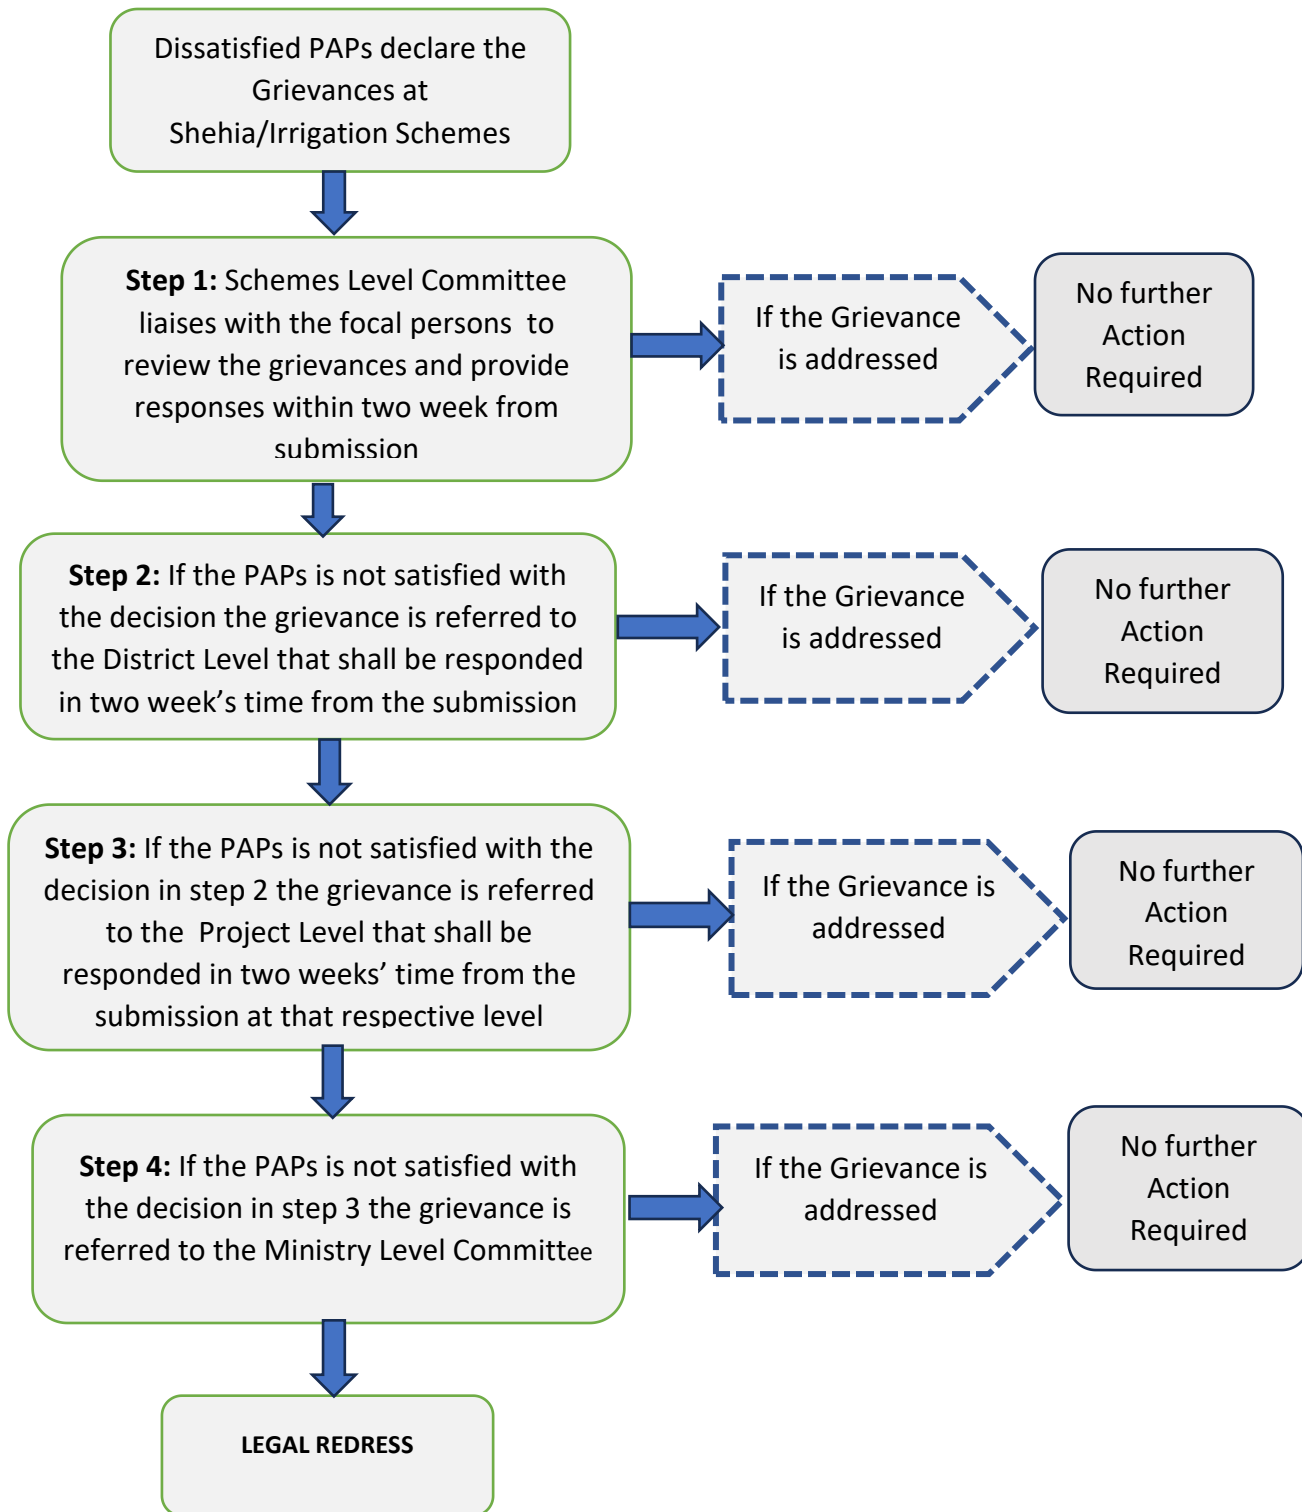 Dissatisfied PAPs declare the
Grievances at
Shehia/Irrigation Schemes
Step 1: Schemes Level Committee
liaises with the focal persons to
review the grievances and provide
responses within two week from
submission
If the Grievance
is addressed
No further
Action
Required
Step 2: If the PAPs is not satisfied with
the decision the grievance is referred to
the District Level that shall be responded
in two week’s time from the submission
If the Grievance
is addressed
No further
Action
Required
Step 3: If the PAPs is not satisfied with the
decision in step 2 the grievance is referred
to the Project Level that shall be
responded in two weeks’ time from the
submission at that respective level
If the Grievance is
addressed
No further
Action
Required
Step 4: If the PAPs is not satisfied with
the decision in step 3 the grievance is
referred to the Ministry Level Committee
If the Grievance is
addressed
No further
Action
Required
LEGAL REDRESS